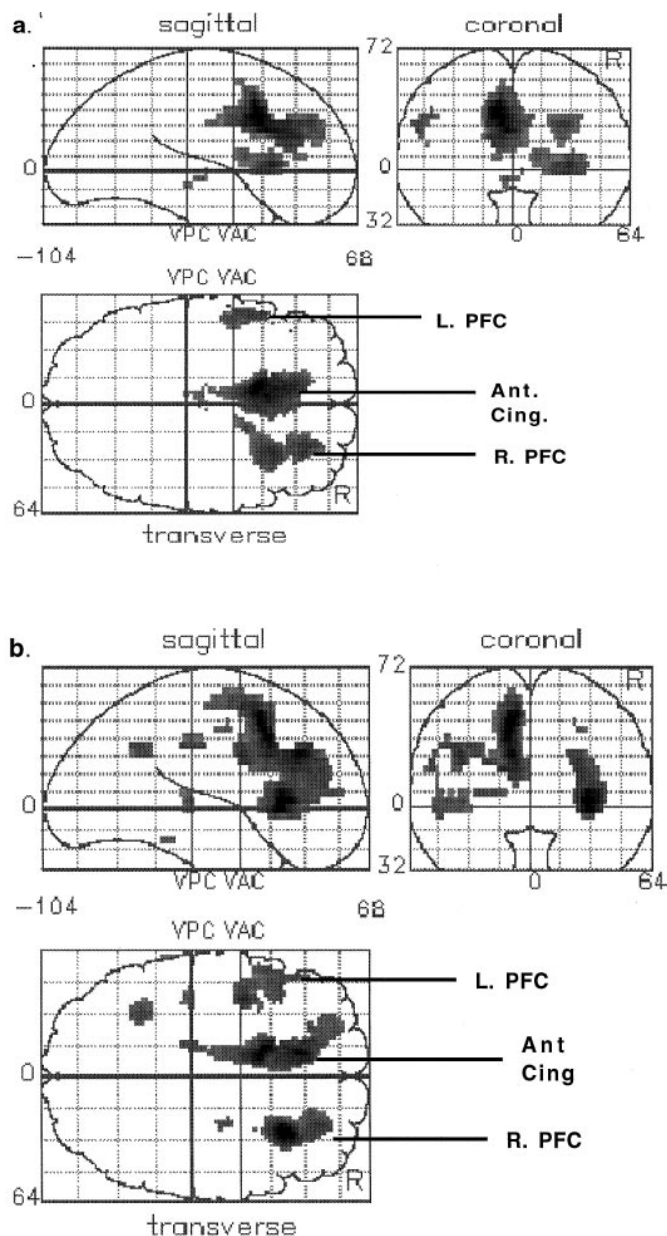 a.
sagittal
coronal
72
R
0
0
32
VPC VAC
0
64
-104
68
VPC VAC
L. PFC
0
Ant.
Cing.
R. PFC
64
R
transverse
b.
sagittal
coronal
72
R
0
0
32
VPC VAC
0
64
-104
68
VPC VAC
L. PFC
0
Ant
Cing
R. PFC
64
R
transverse